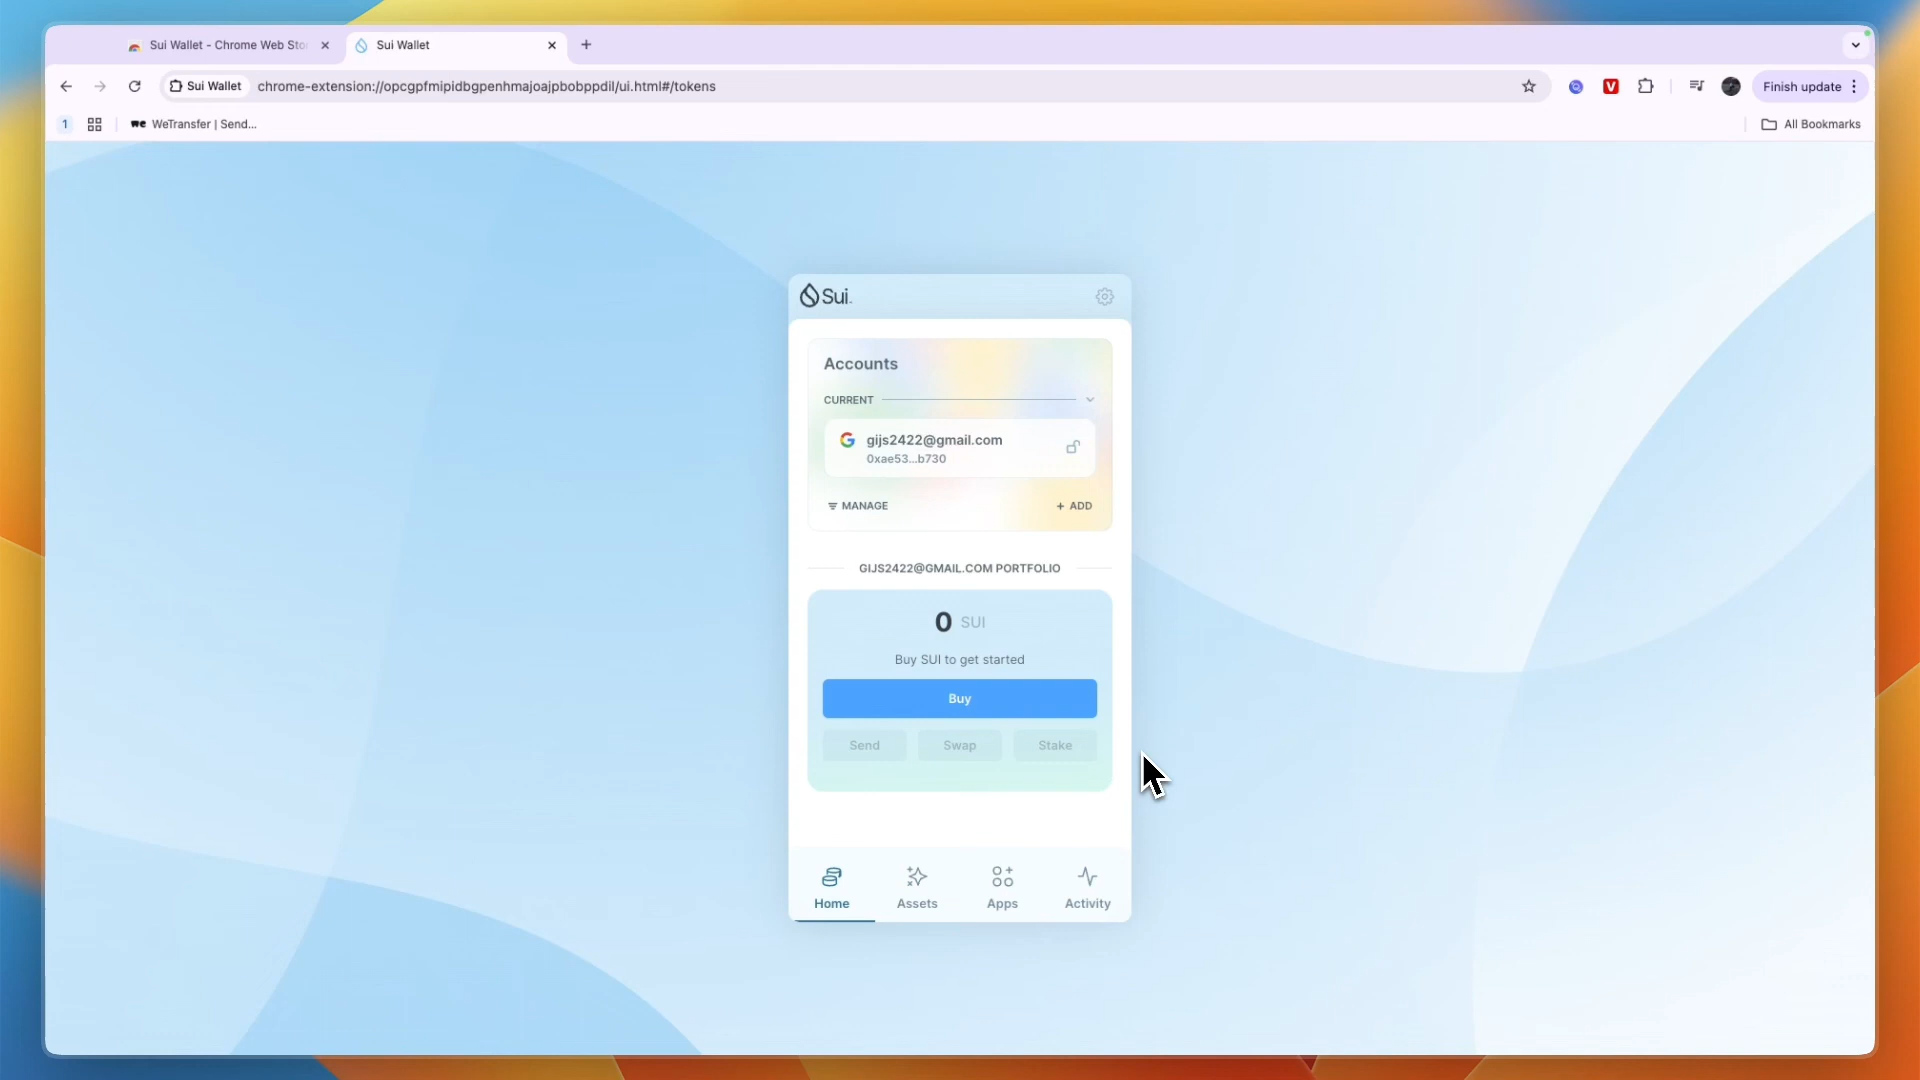 Sui Wallet - Chrome Web Sto
Sui Wallet
Sui Wallet
chrome-extension://opcgpfmipidbgpenhmajoajpbobppdil/ui.html#/tokens
Finish update
1
WeTransfer | Send...
All Bookmarks
Sui.
Accounts
CURRENT
gijs2422@gmail.com
0xae53...b730
MANAGE
+ ADD
GIJS2422@GMAIL.COM PORTFOLIO
0 SUI
Buy SUI to get started
Buy
Send
Swap
Stake
Home
Assets
Apps
Activity